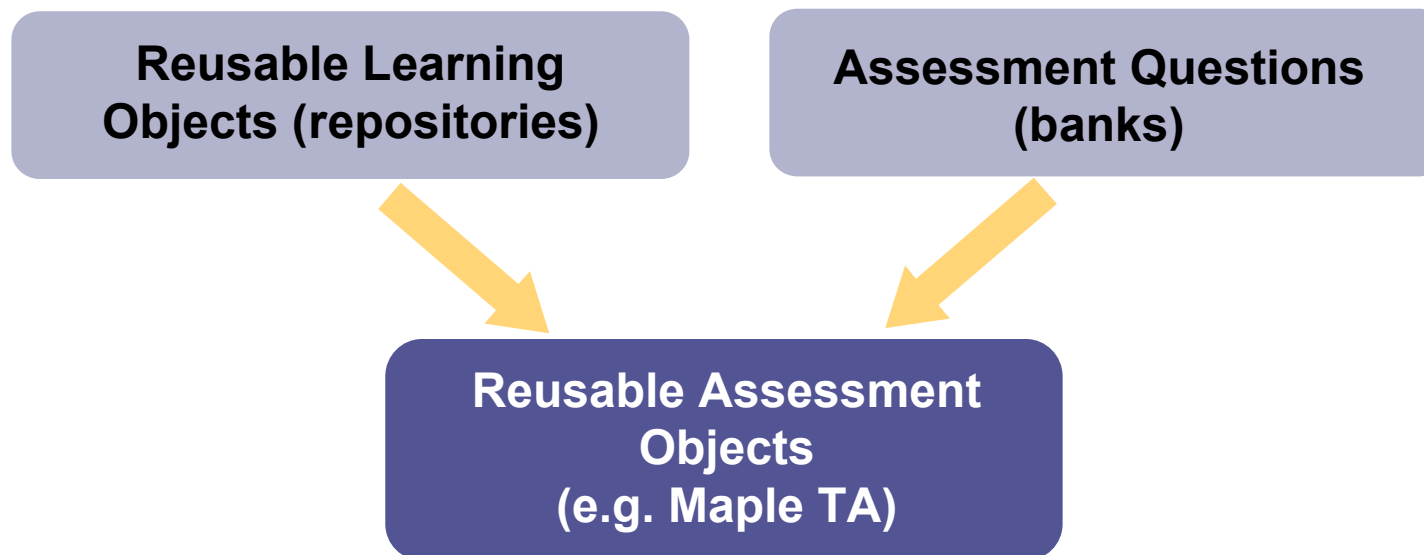 Reusable Learning
Objects (repositories)
Assessment Questions
(banks)
Reusable Assessment
Objects
(e.g. Maple TA)